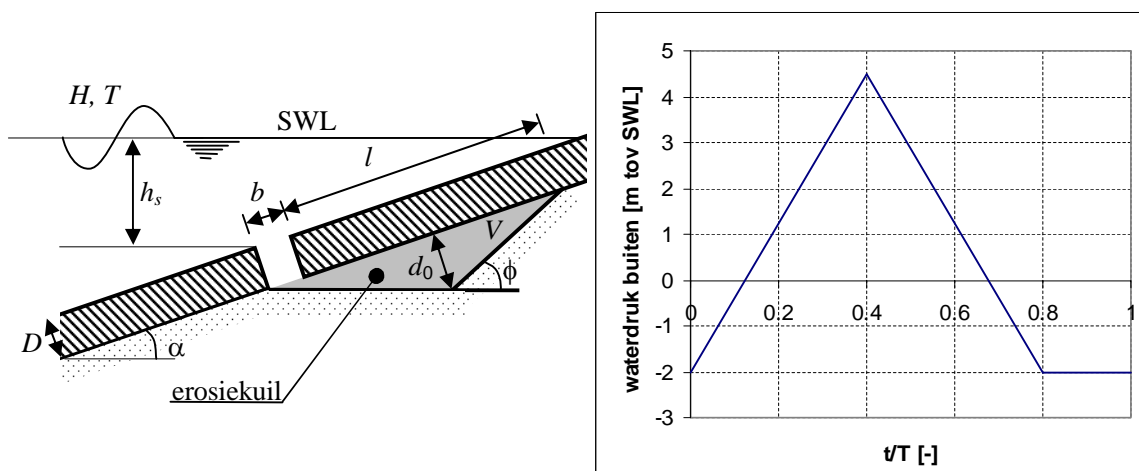 H, T
SWL
l
b
h_s
V
d_0
ϕ
D
α
erosiekuil
waterdruk buiten [m tov SWL]
5
4
3
2
1
0
-1
-2
-3
0 0.2 0.4 0.6 0.8 1
t/T [-]